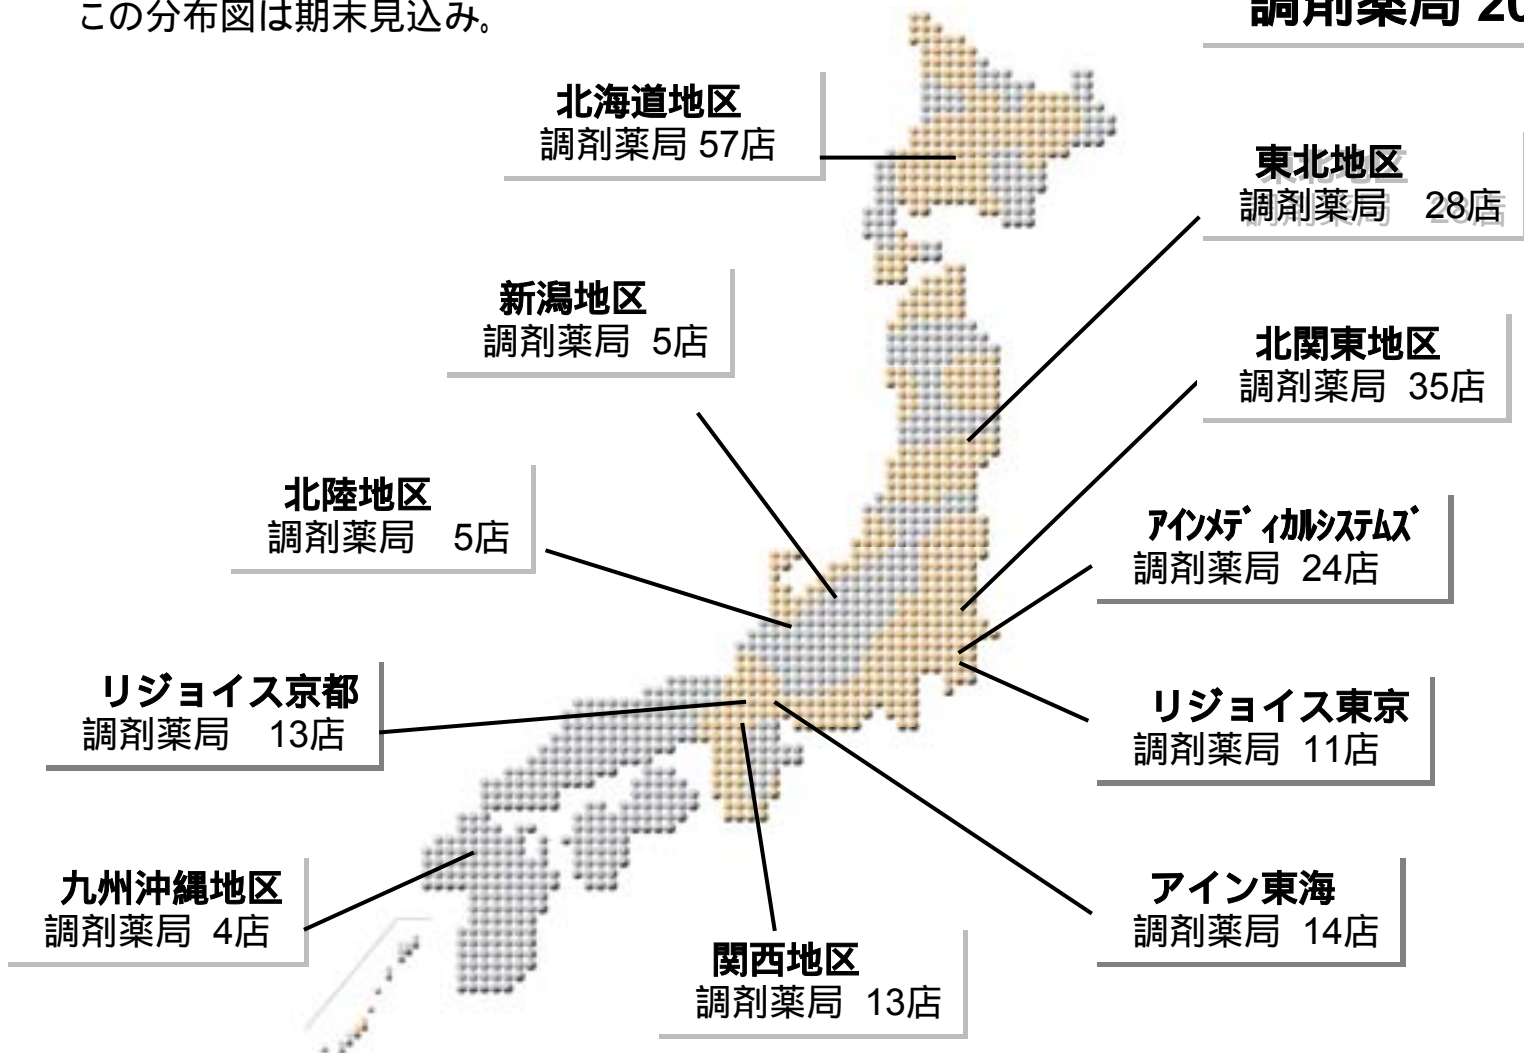 この分布図は期末見込み。
調剤薬局 20
北海道地区
調剤薬局 57店
東北地区
調剤薬局 28店
新潟地区
調剤薬局 5店
北関東地区
調剤薬局 35店
北陸地区
調剤薬局 5店
ｱｲﾝﾒﾃﾞｨｶﾙｼｽﾃﾑｽﾞ
調剤薬局 24店
リジョイス京都
調剤薬局 13店
リジョイス東京
調剤薬局 11店
九州沖縄地区
調剤薬局 4店
アイン東海
調剤薬局 14店
関西地区
調剤薬局 13店